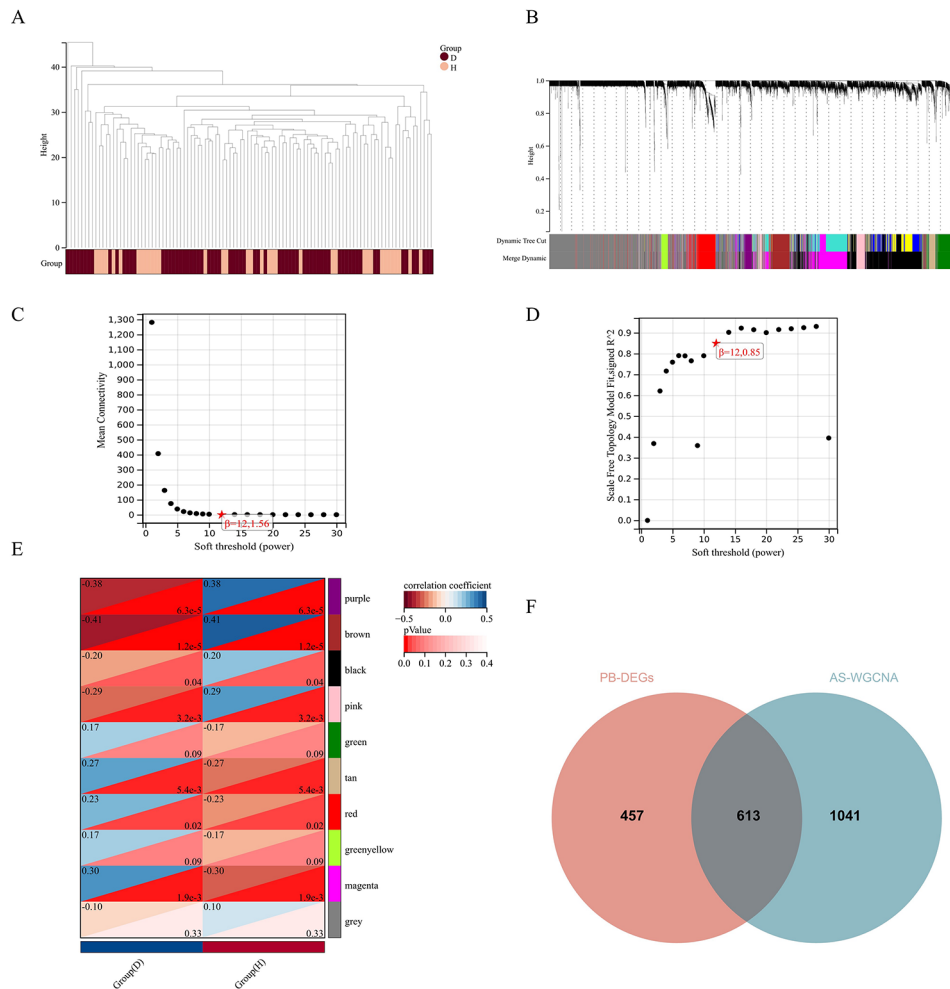 A
Group
D
H
Height
40
30
20
10
0
Group
B
Height
1.0
0.8
0.6
0.4
0.2
Dynamic Tree Cut
Merge Dynamic
C
Mean Connectivity
1,300
1,200
1,100
1,000
900
800
700
600
500
400
300
200
100
0
β=12,1.56
0 5 10 15 20 25 30
Soft threshold (power)
D
Scale Free Topology Model Fit,signed R^2
0.9
0.8
0.7
0.6
0.5
0.4
0.3
0.2
0.1
0.0
β=12,0.85
0 5 10 15 20 25 30
Soft threshold (power)
E
-0.38 6.3e-5 0.38 6.3e-5 purple
-0.41 1.2e-5 0.41 1.2e-5 brown
-0.20 0.04 0.20 0.04 black
-0.29 3.2e-3 0.29 3.2e-3 pink
0.17 0.09 -0.17 0.09 green
0.27 5.4e-3 -0.27 5.4e-3 tan
0.23 0.02 -0.23 0.02 red
0.17 0.09 -0.17 0.09 greenyellow
0.30 1.9e-3 -0.30 1.9e-3 magenta
-0.10 0.33 0.10 0.33 grey
Group(D) Group(H)
correlation coefficient
−0.5 0.0 0.5
pValue
0.0 0.1 0.2 0.3 0.4
F
PB-DEGs AS-WGCNA
457 613 1041